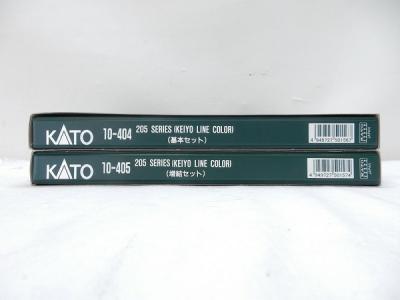 KATO 10-404 205 SERIES (KEIYO LINE COLOR)
(基本セット)
KATO 10-405 205 SERIES (KEIYO LINE COLOR)
(増結セット)